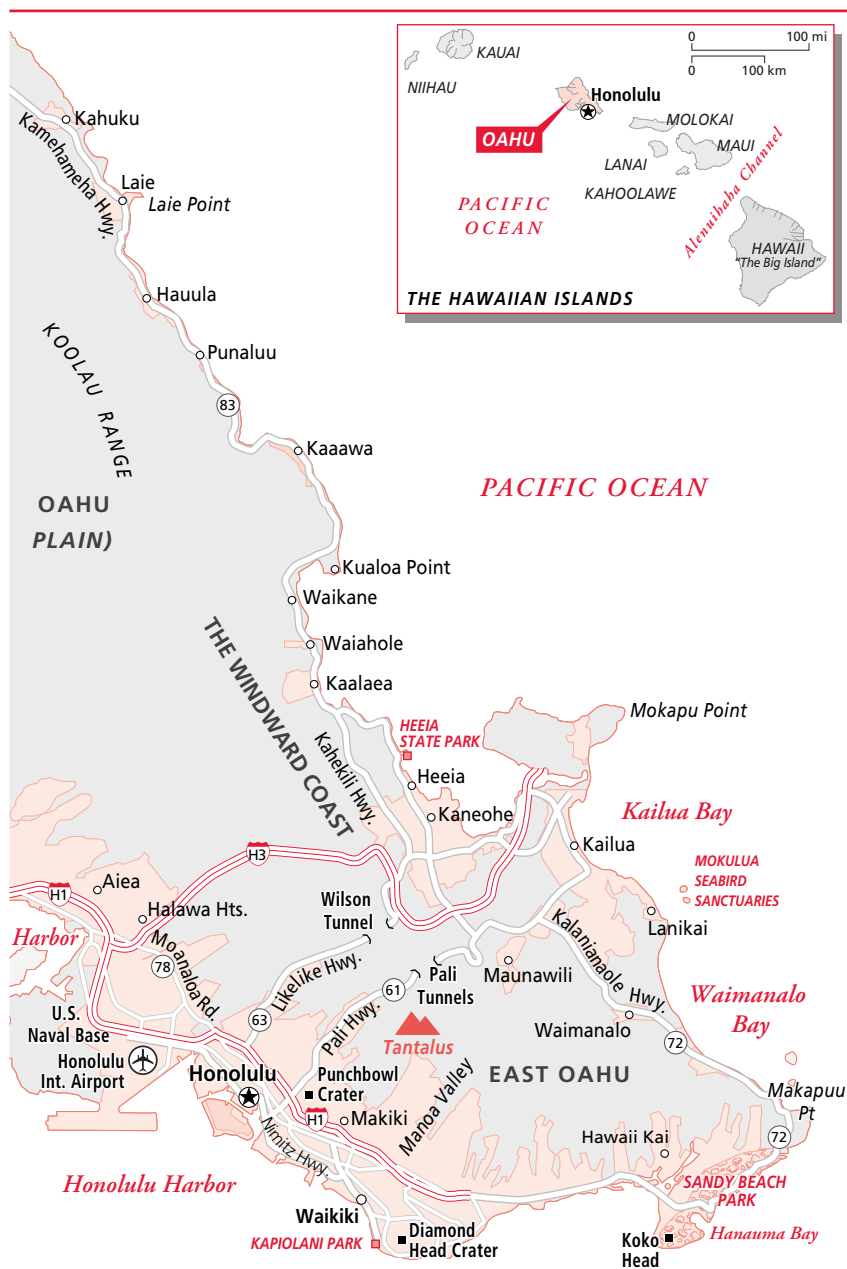 0 100 mi
0 100 km
KAUAI
NIIHAU
Honolulu
OAHU
MOLOKAI
MAUI
LANAI
KAHOOLAWE
Alenuihaha Channel
PACIFIC
OCEAN
HAWAII
"The Big Island"
THE HAWAIIAN ISLANDS
Kahuku
Kamehameha Hwy.
Laie
Laie Point
Hauula
KOOLAU RANGE
Punaluu
83
Kaaawa
PACIFIC OCEAN
OAHU
PLAIN)
Kualoa Point
Waikane
THE WINDWARD COAST
Waiahole
Kaalaea
Mokapu Point
HEEIA
STATE PARK
Kahekili Hwy.
Heeia
Kaneohe
Kailua Bay
Kailua
H3
MOKULUA
SEABIRD
SANCTUARIES
Aiea
H1
Halawa Hts.
Wilson
Tunnel
Lanikai
Harbor
Moanaloa Rd.
78
Likelike Hwy.
Kalanianaole Hwy.
Maunawili
Pali
Tunnels
61
Waimanalo
Bay
U.S.
Naval Base
63
Pali Hwy.
Waimanalo
72
Tantalus
Honolulu
Int. Airport
Honolulu
Punchbowl
Crater
EAST OAHU
Makapuu
Pt
H1
Makiki
Manoa Valley
Nimitz Hwy.
Hawaii Kai
72
Honolulu Harbor
SANDY BEACH
PARK
Waikiki
KAPIOLANI PARK
Diamond
Head Crater
Koko
Head
Hanauma Bay